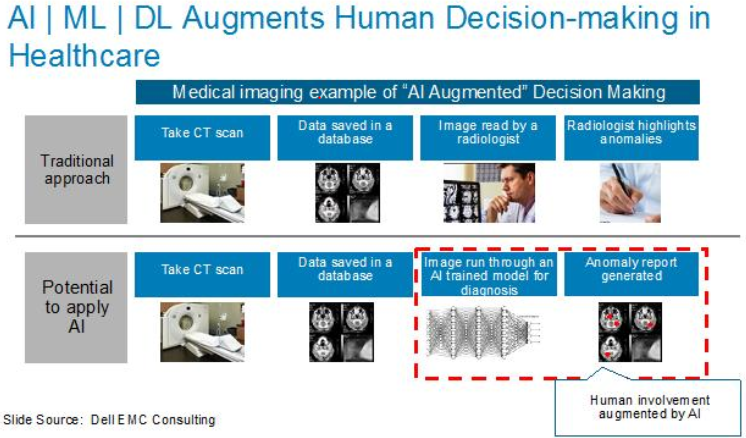 AI | ML | DL Augments Human Decision-making in
Healthcare
Medical imaging example of “AI Augmented” Decision Making
Traditional
approach
Take CT scan
Data saved in a
database
Image read by a
radiologist
Radiologist highlights
anomalies
Potential
to apply
AI
Take CT scan
Data saved in a
database
Image run through an
AI trained model for
diagnosis
Anomaly report
generated
Human involvement
augmented by AI
Slide Source: Dell EMC Consulting